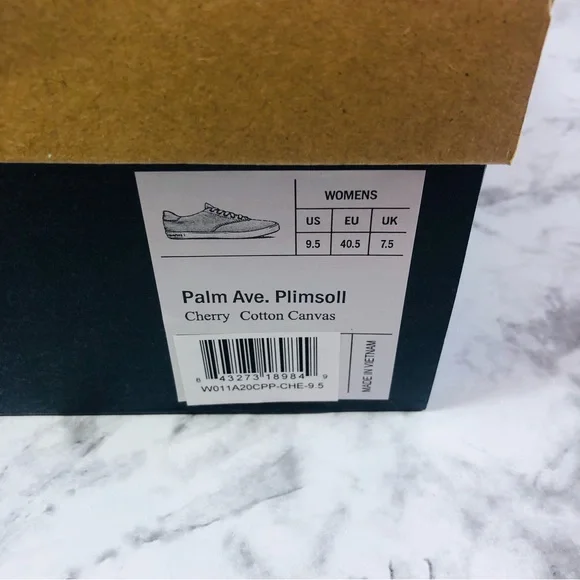 WOMENS
US EU UK
9.5 40.5 7.5
Palm Ave. Plimsoll
Cherry Cotton Canvas
8 43273 18984 9
W011A20CPP-CHE-9.5
MADE IN VIETNAM